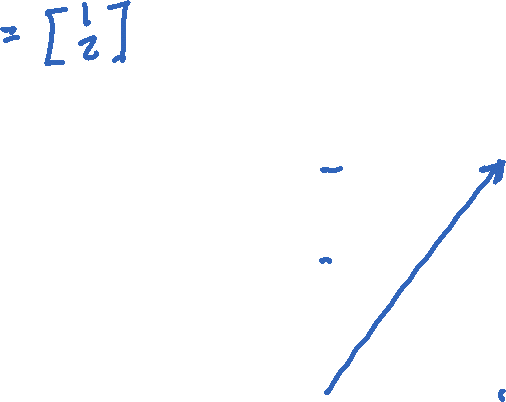 = [1
2]